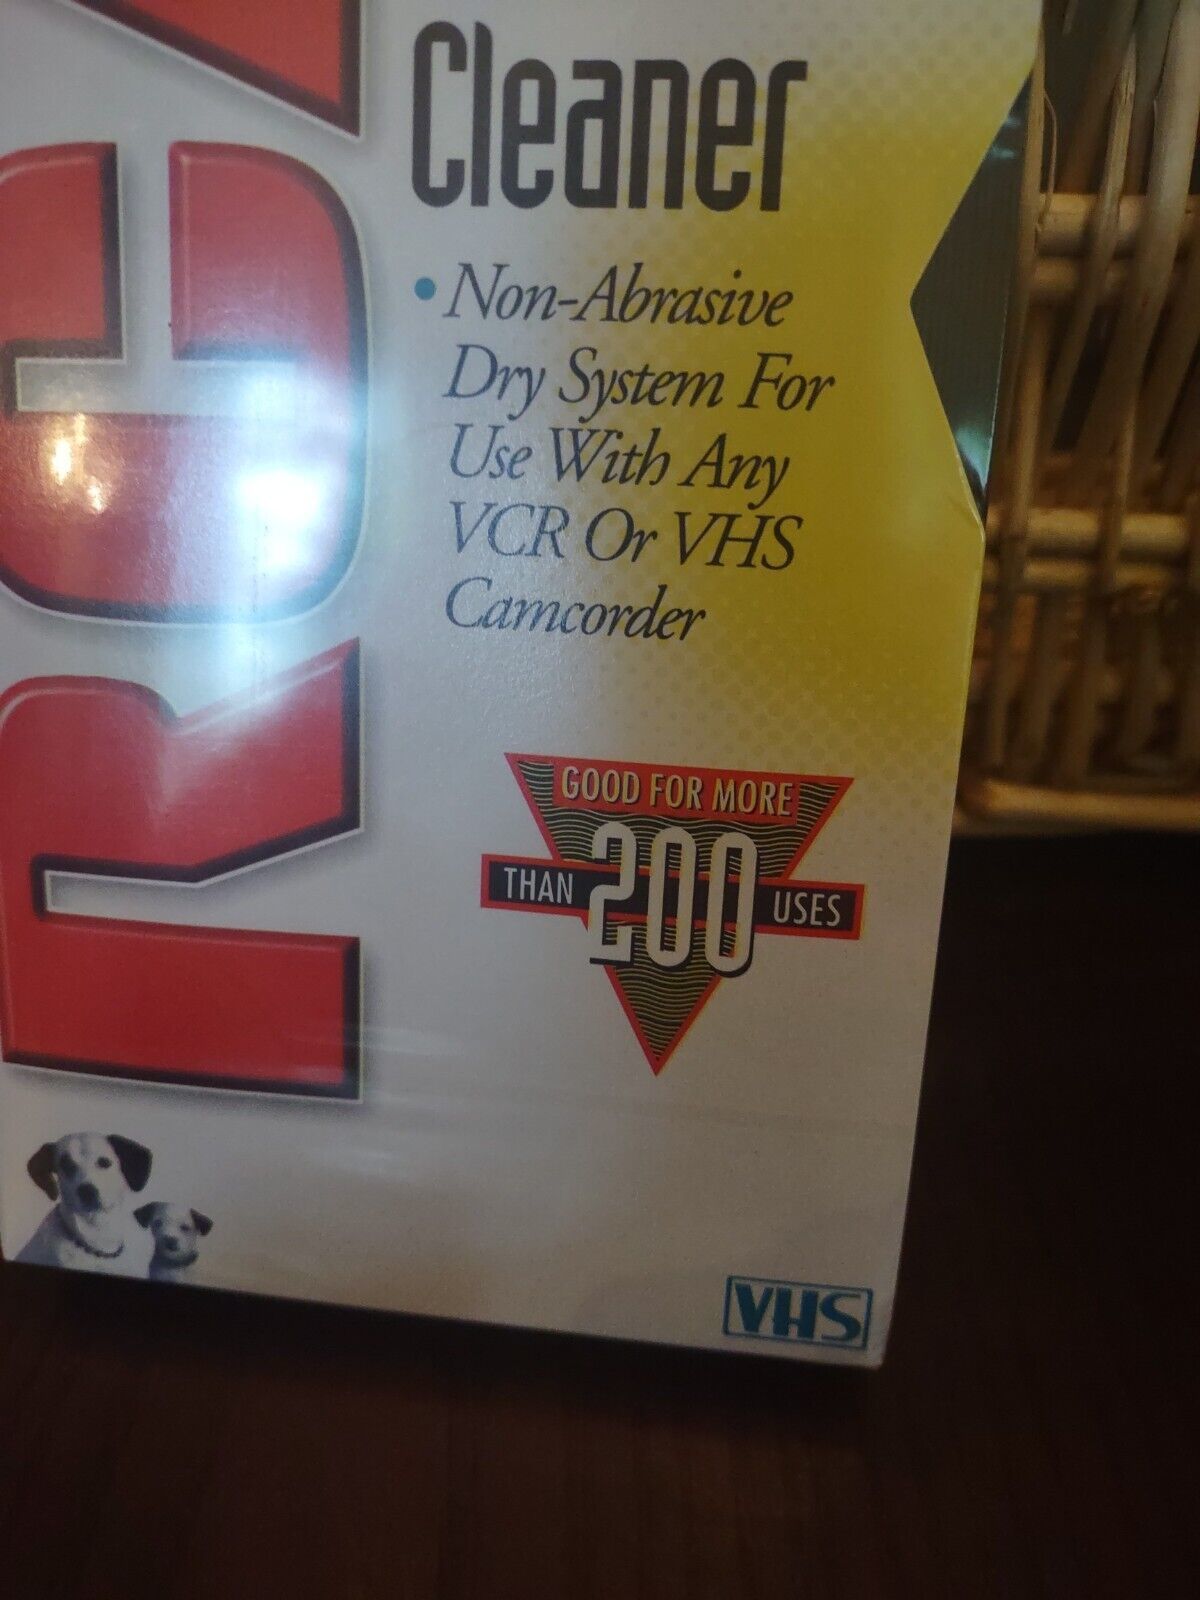 Cleaner
• Non-Abrasive
Dry System For
Use With Any
VCR Or VHS
Camcorder
GOOD FOR MORE
THAN 200 USES
VHS